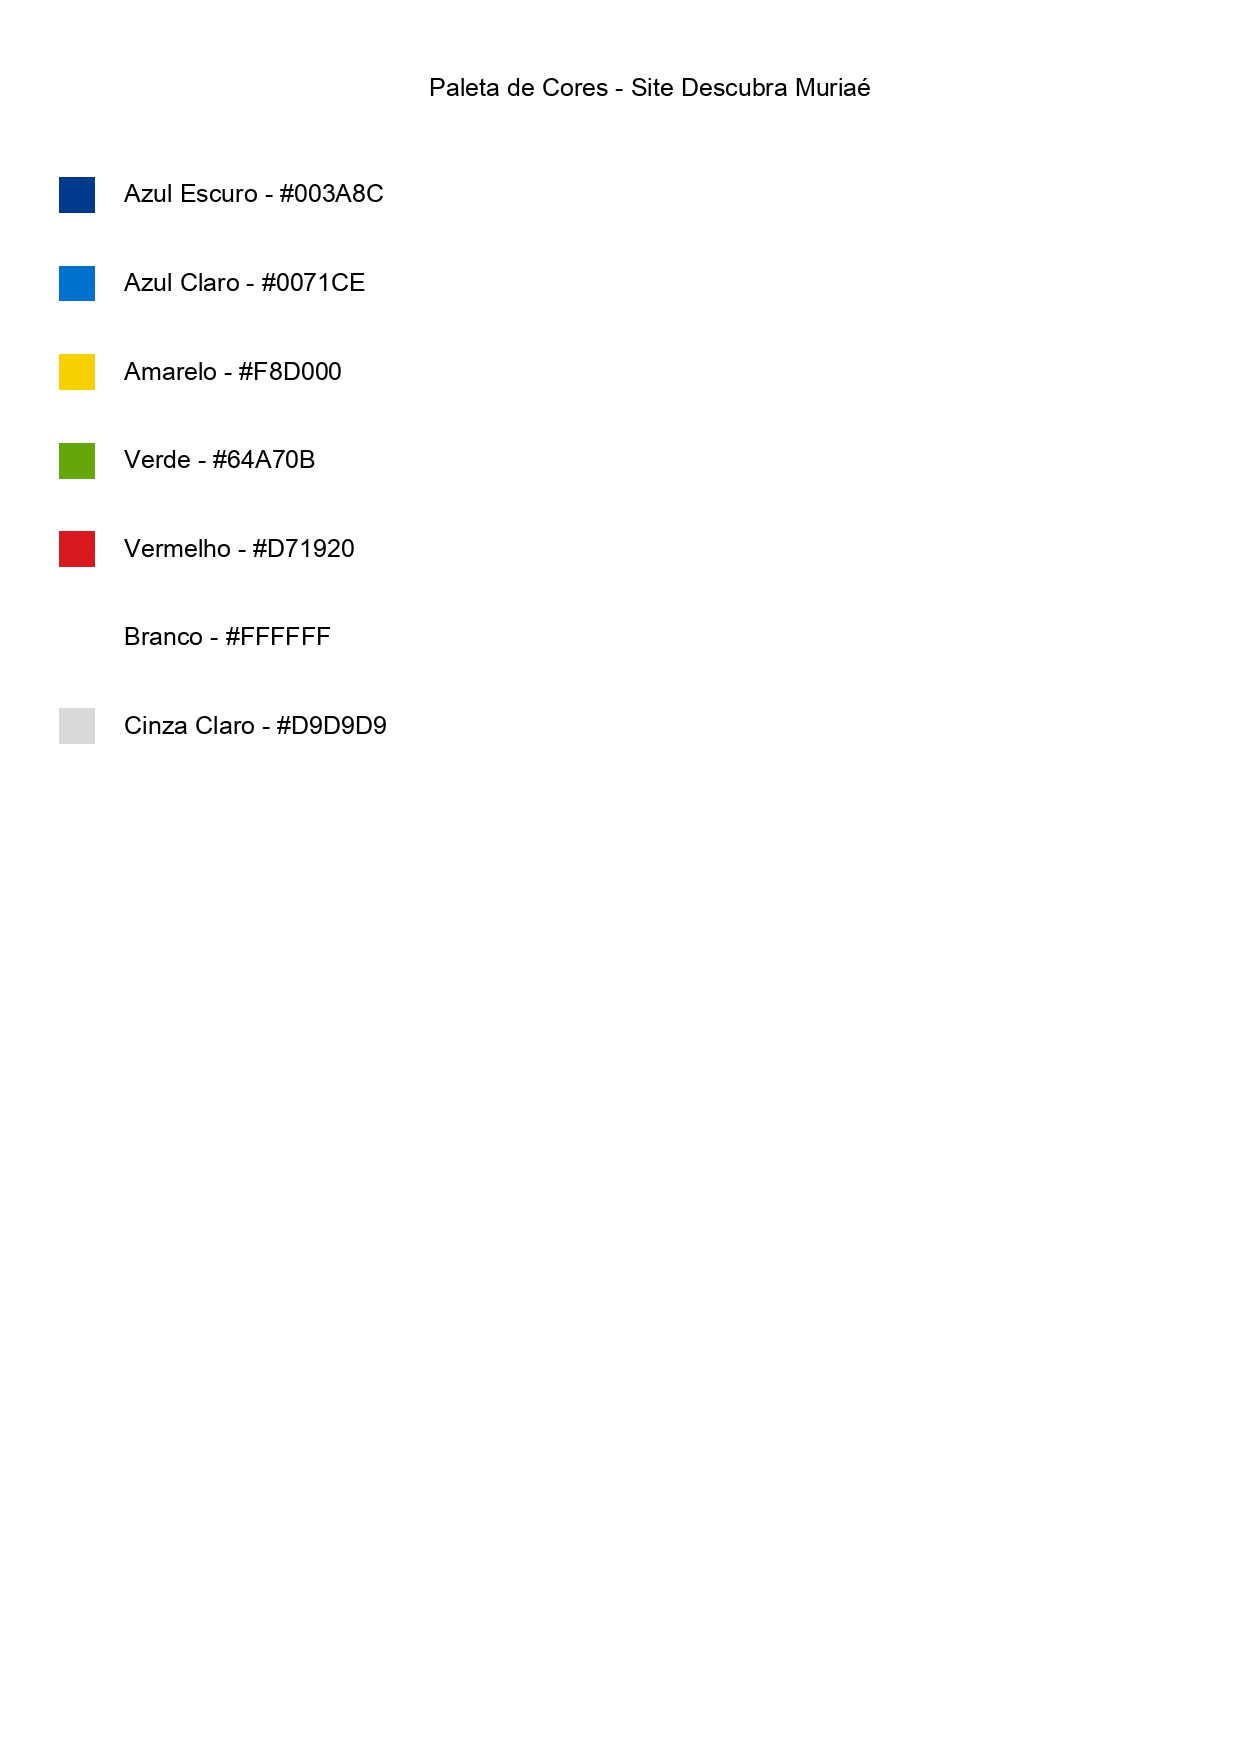 Paleta de Cores - Site Descubra Muriaé
Azul Escuro - #003A8C
Azul Claro - #0071CE
Amarelo - #F8D000
Verde - #64A70B
Vermelho - #D71920
Branco - #FFFFFF
Cinza Claro - #D9D9D9